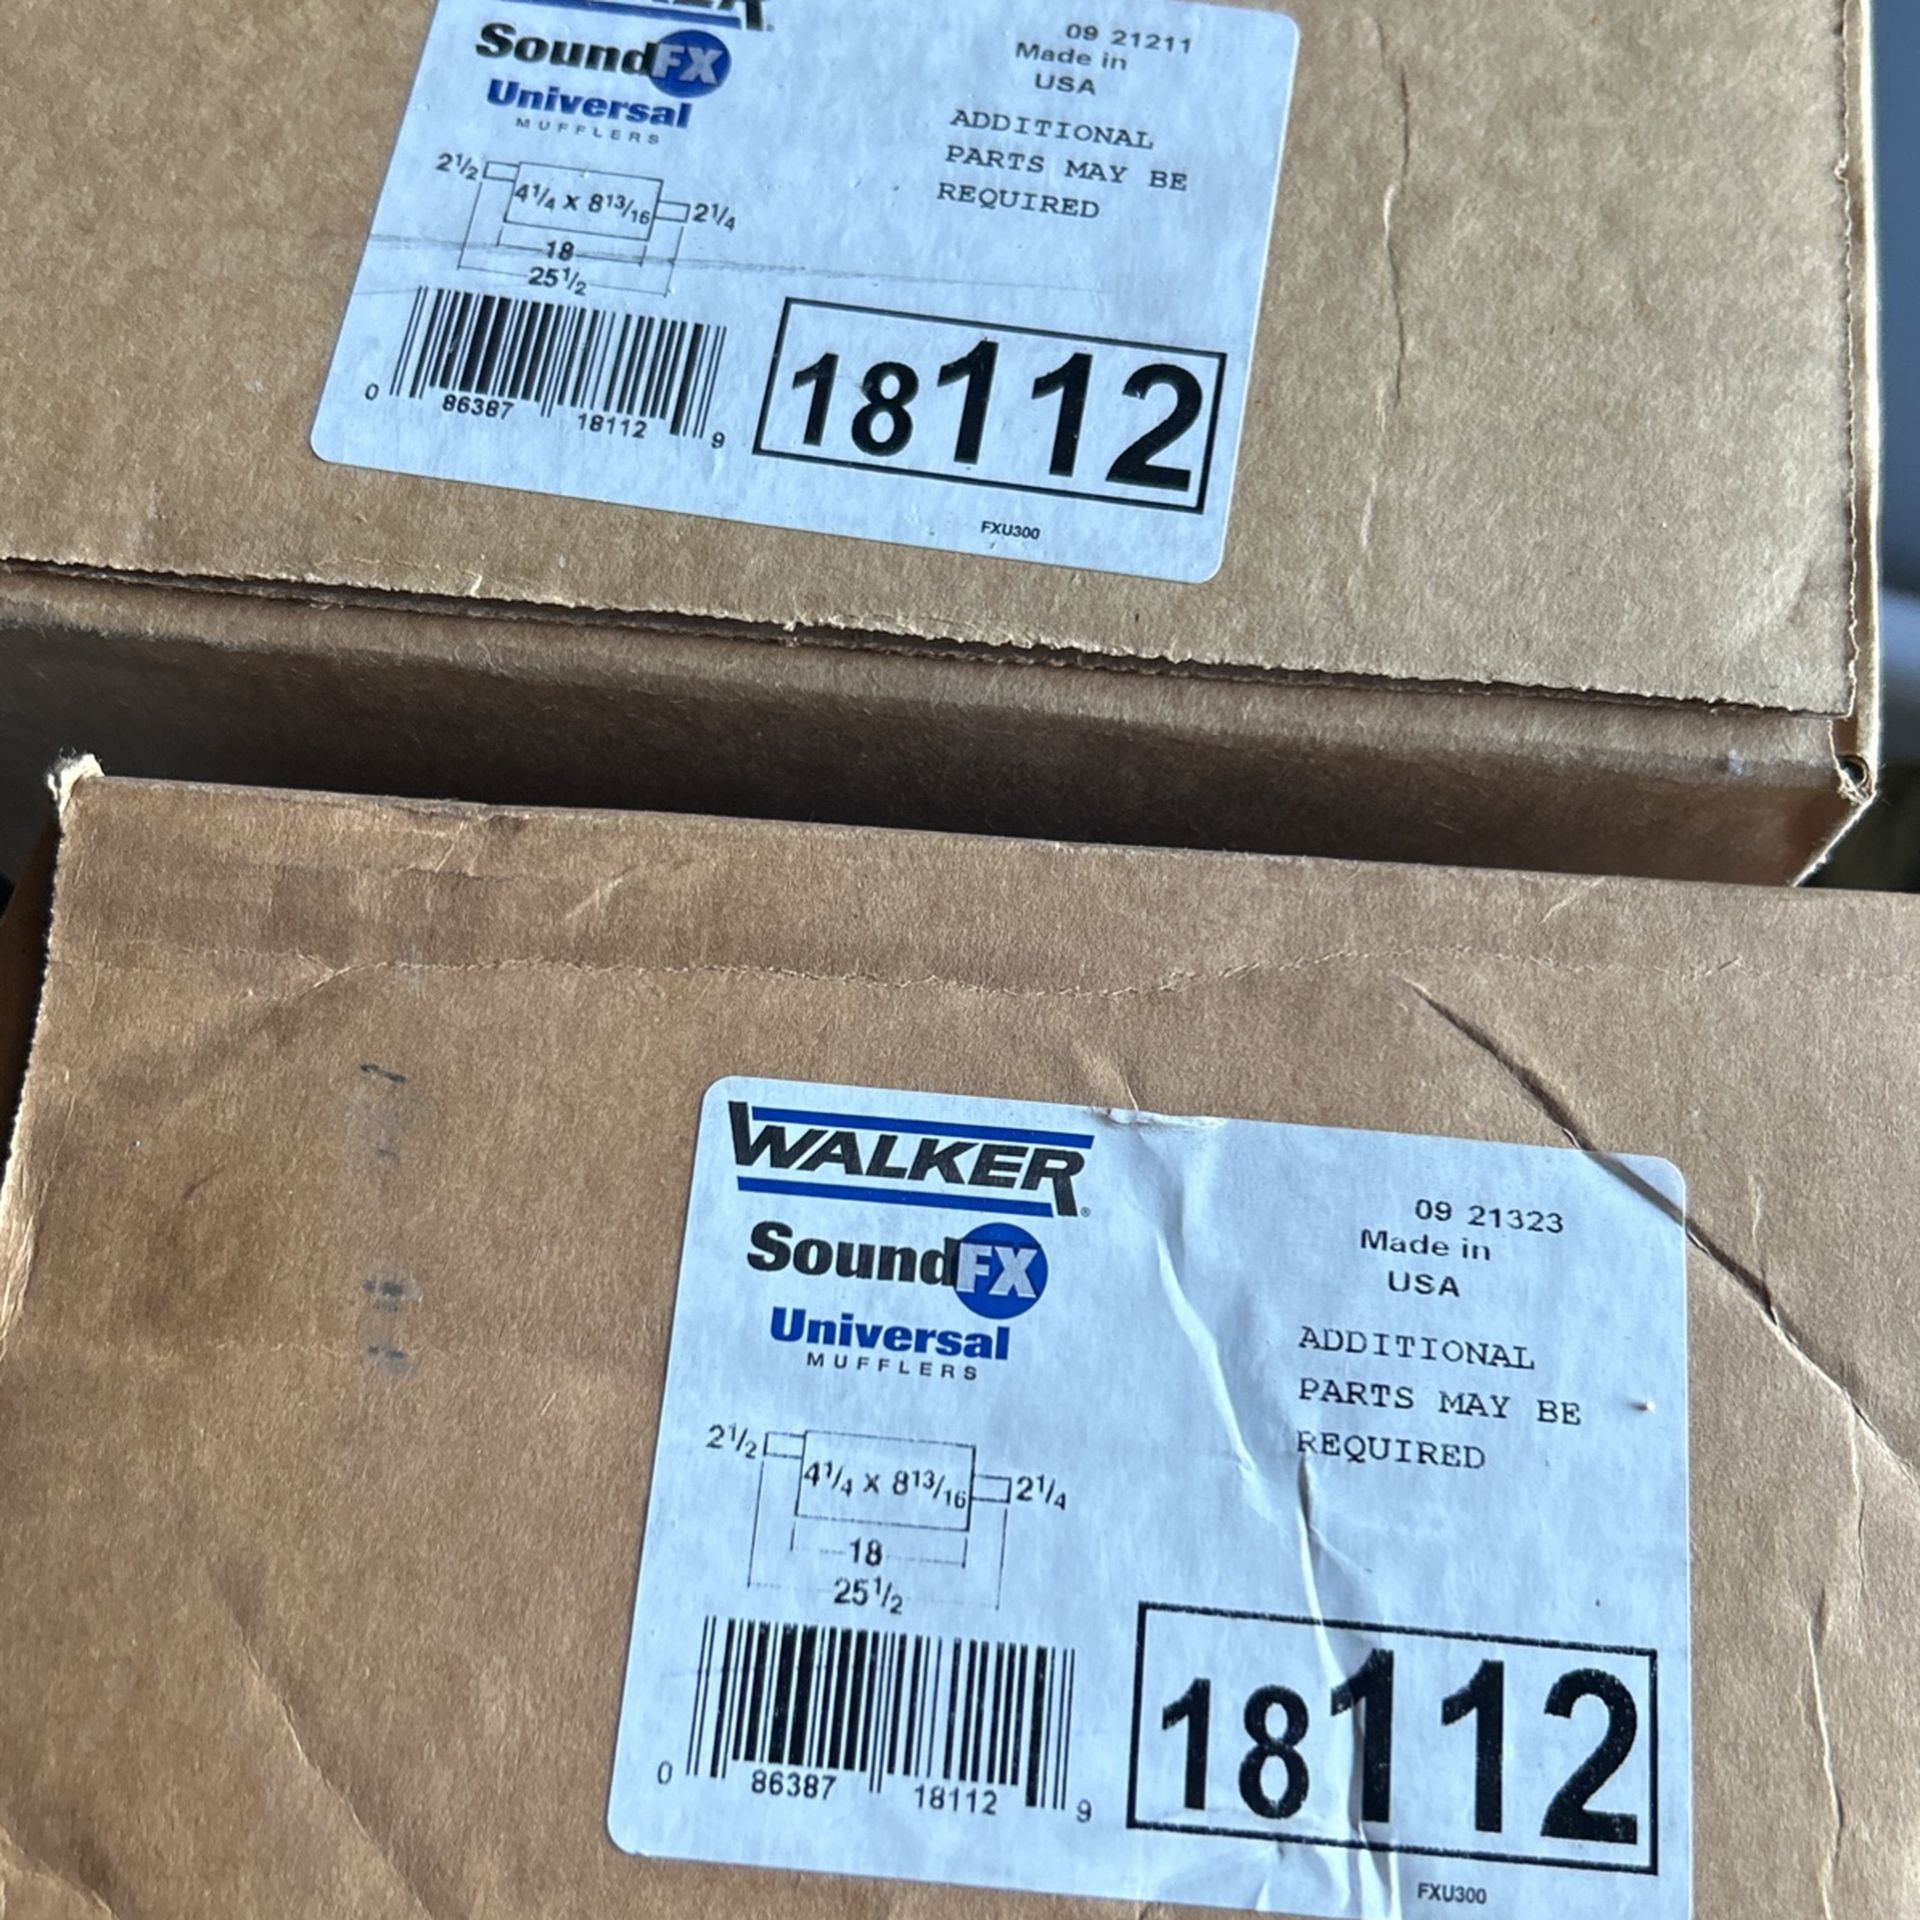 SoundFX
Universal
MUFFLERS
09 21211
Made in
USA
ADDITIONAL
PARTS MAY BE
REQUIRED
2 1/2
4 1/4 X 8 13/16
2 1/4
18
25 1/2
0 86387 18112 9
18112
FXU300
WALKER®
SoundFX
Universal
MUFFLERS
09 21323
Made in
USA
ADDITIONAL
PARTS MAY BE
REQUIRED
2 1/2
4 1/4 X 8 13/16
2 1/4
18
25 1/2
0 86387 18112 9
18112
FXU300